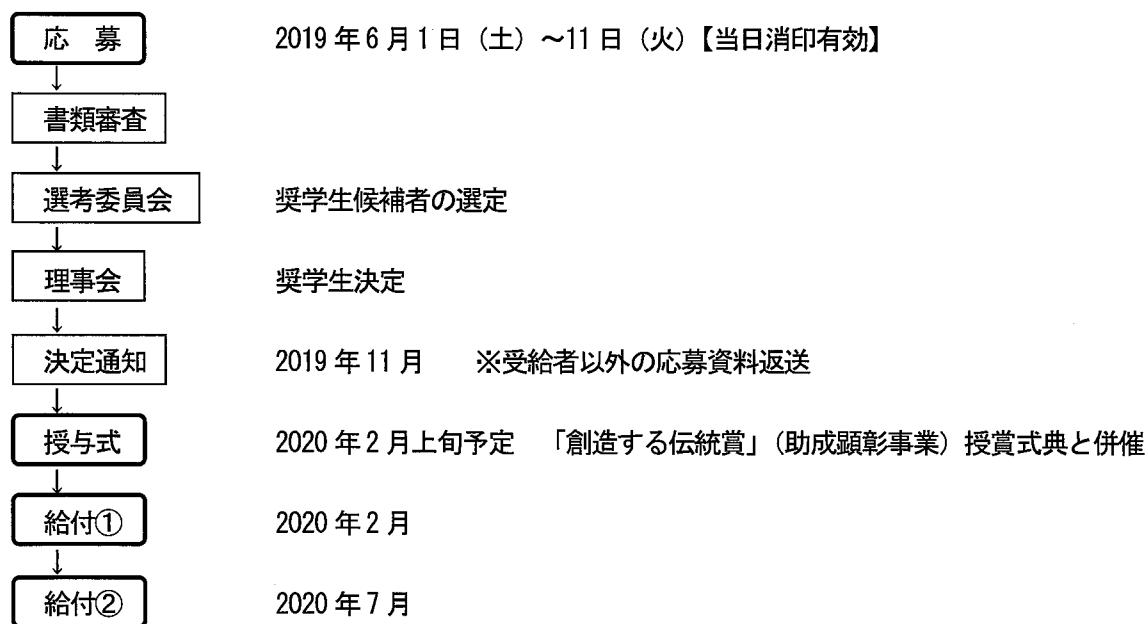 応 募 2019年6月1日（土）～11日（火）【当日消印有効】
↓
書類審査
↓
選考委員会 奨学生候補者の選定
↓
理事会 奨学生決定
↓
決定通知 2019年11月 ※受給者以外の応募資料返送
↓
授与式 2020年2月上旬予定 「創造する伝統賞」（助成顕彰事業）授賞式典と併催
↓
給付① 2020年2月
↓
給付② 2020年7月